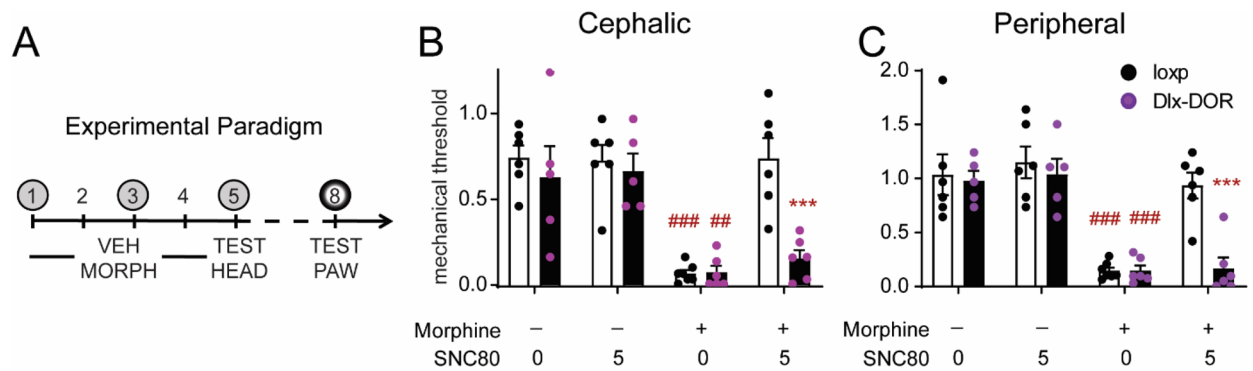 A
Experimental Paradigm
1 2 3 4 5 8
VEH TEST TEST
MORPH HEAD PAW
B
Cephalic
mechanical threshold
1.0
0.5
0.0
### ## ***
Morphine – – + +
SNC80 0 5 0 5
C
Peripheral
loxp
Dlx-DOR
2.0
1.5
1.0
0.5
0.0
### ### ***
Morphine – – + +
SNC80 0 5 0 5